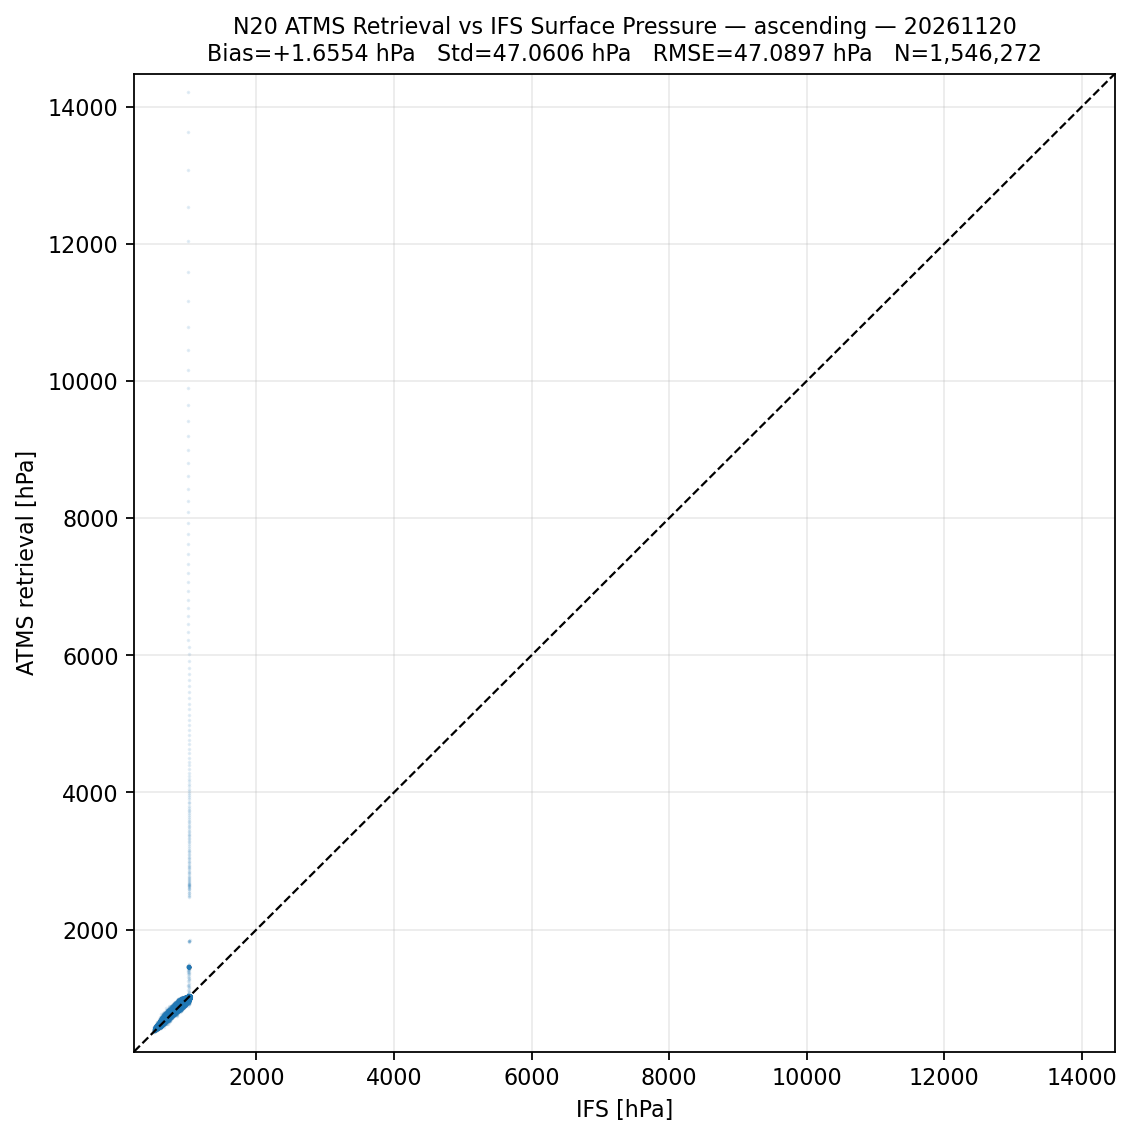 N20 ATMS Retrieval vs IFS Surface Pressure — ascending — 20261120
Bias=+1.6554 hPa   Std=47.0606 hPa   RMSE=47.0897 hPa   N=1,546,272
14000
12000
10000
8000
6000
4000
2000
ATMS retrieval [hPa]
2000 4000 6000 8000 10000 12000 14000
IFS [hPa]